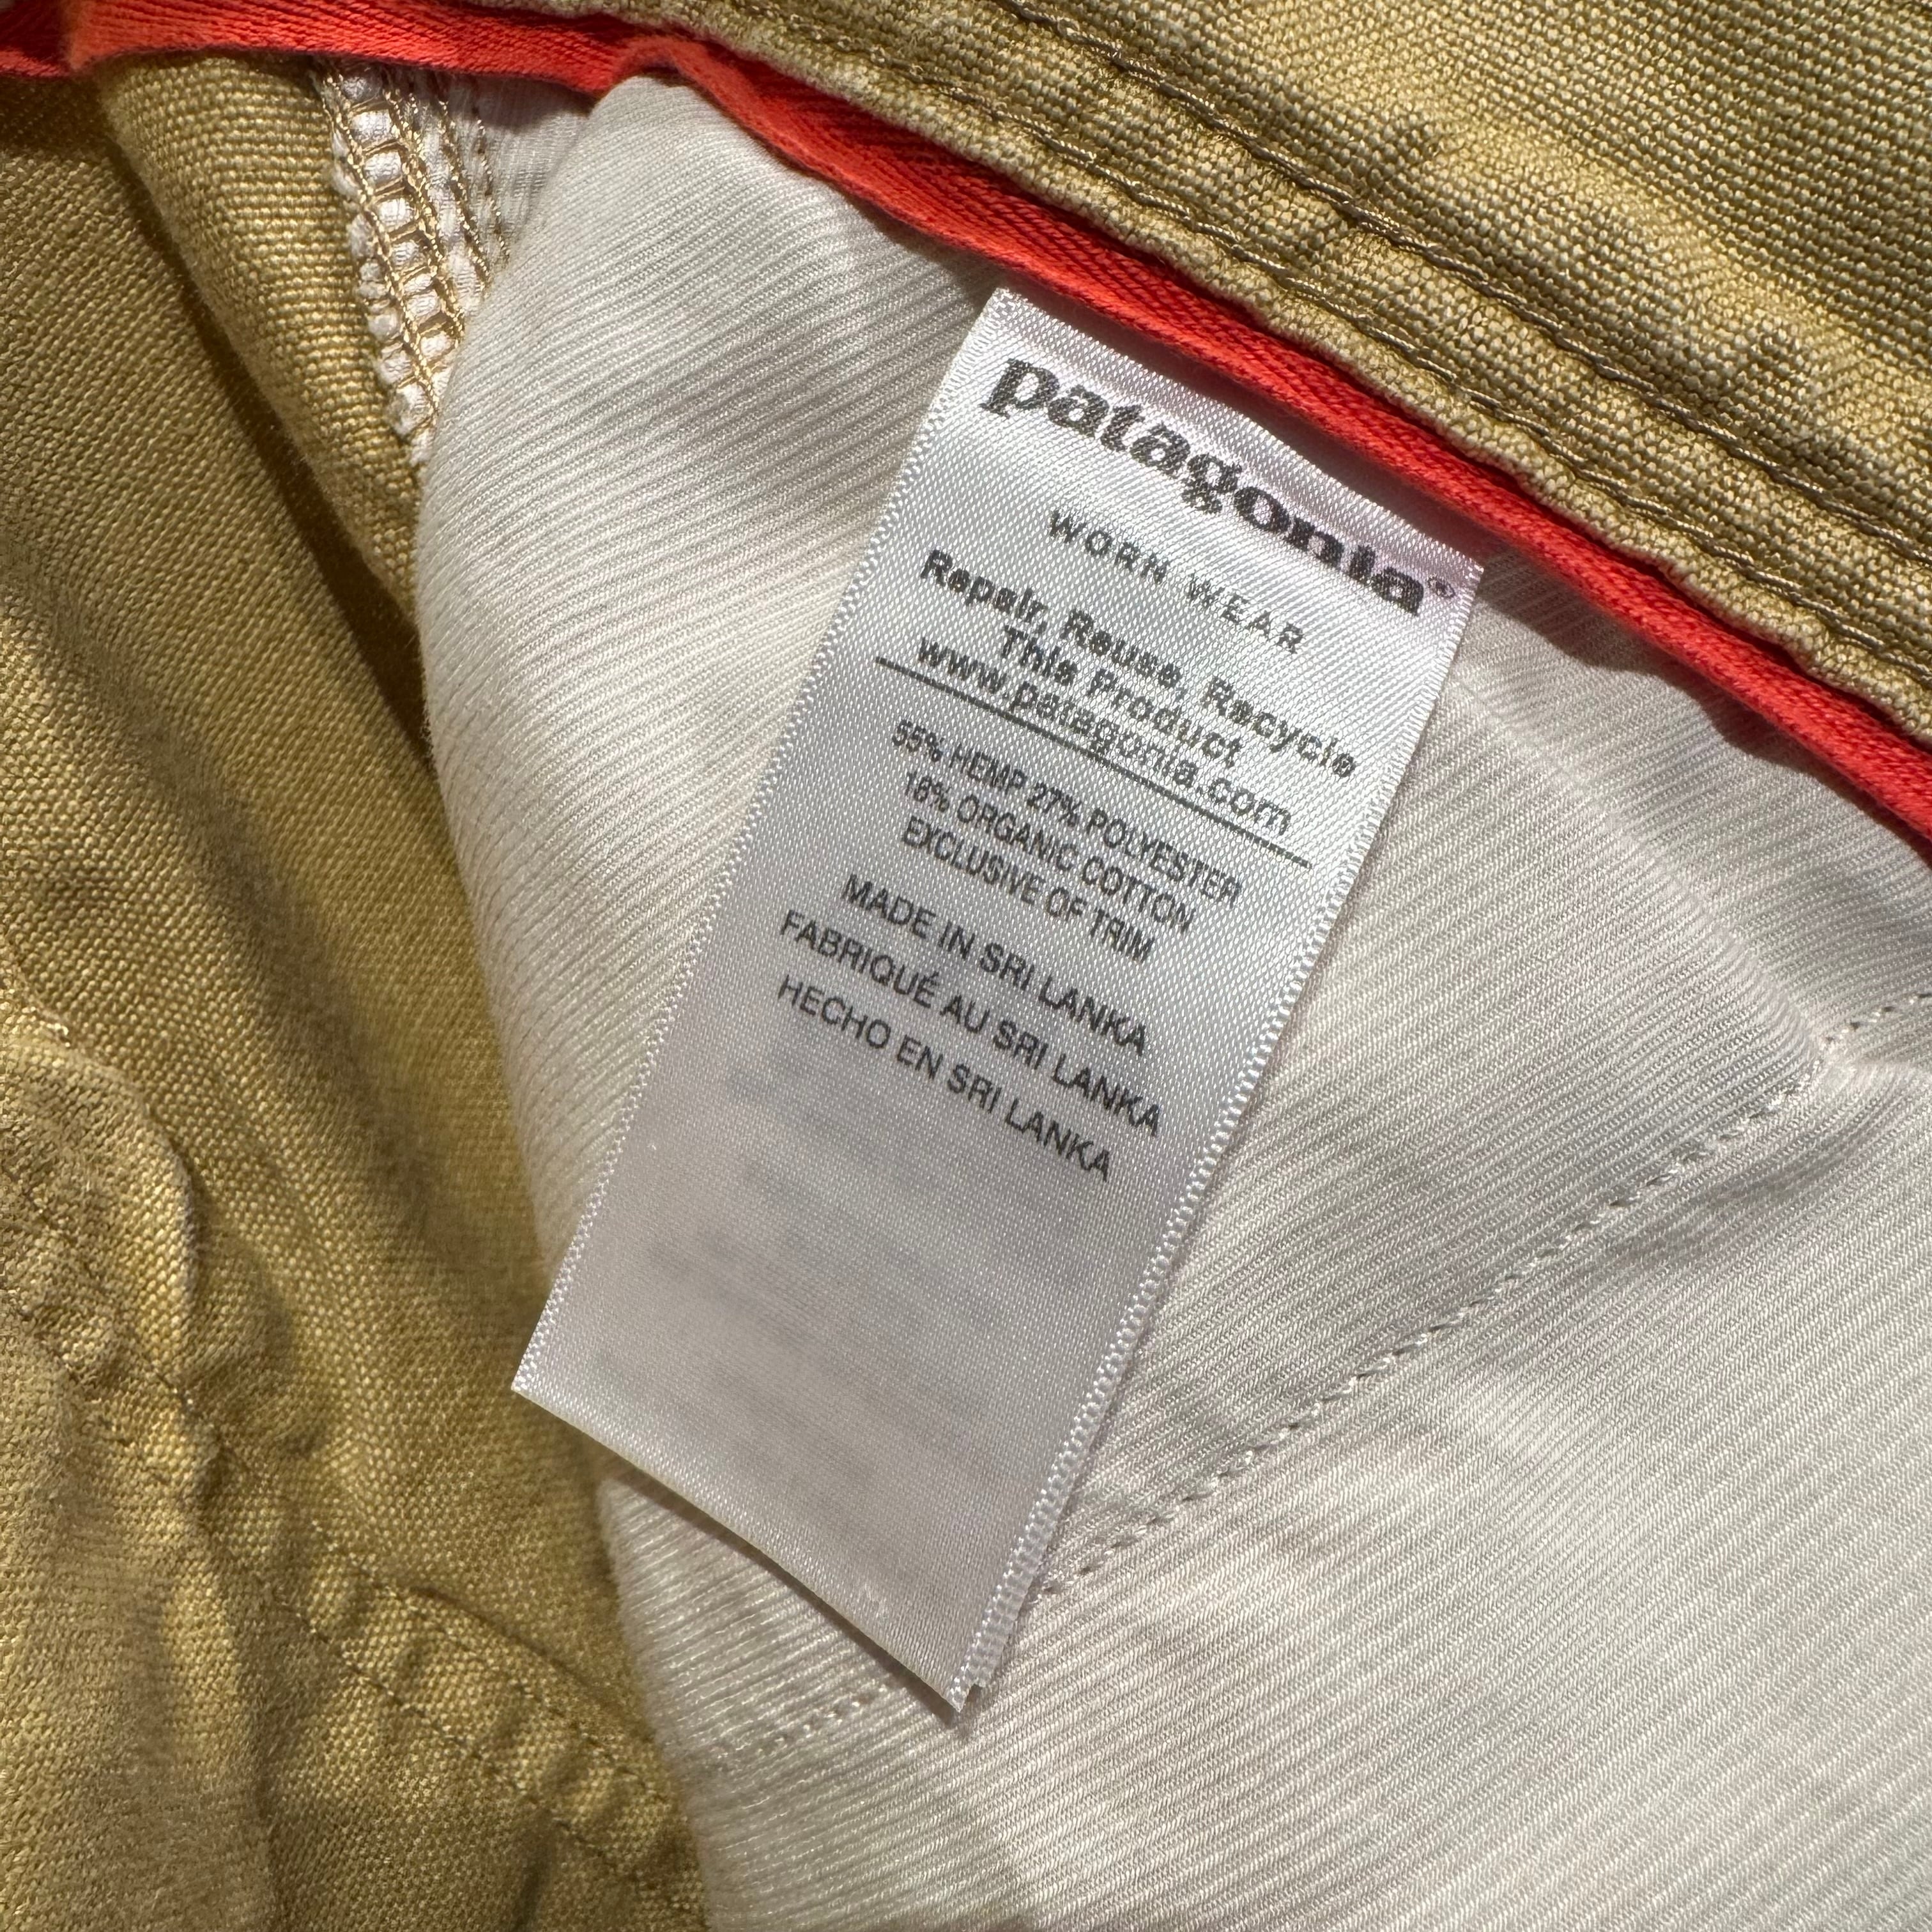 patagonia®
WORN WEAR
Repair, Reuse, Recycle
This Product
www.patagonia.com
55% HEMP 27% POLYESTER
18% ORGANIC COTTON
EXCLUSIVE OF TRIM
MADE IN SRI LANKA
FABRIQUÉ AU SRI LANKA
HECHO EN SRI LANKA